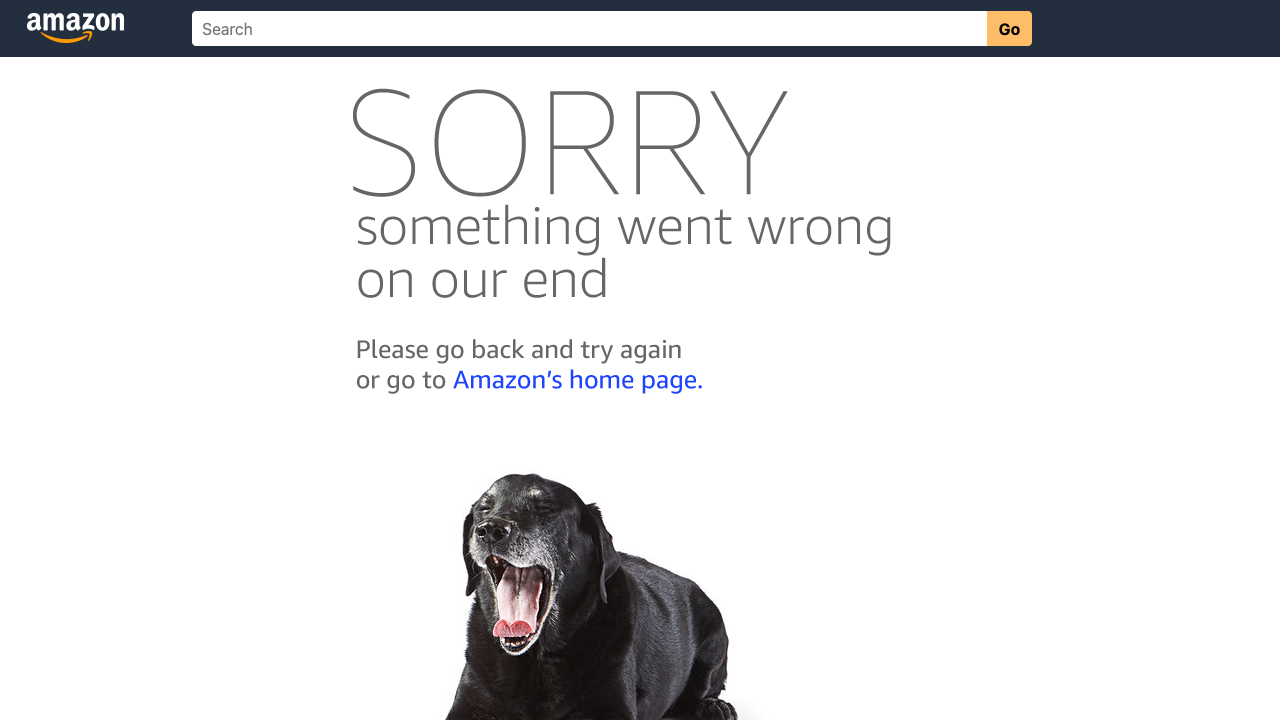 amazon
Search
Go
SORRY
something went wrong
on our end
Please go back and try again
or go to Amazon's home page.